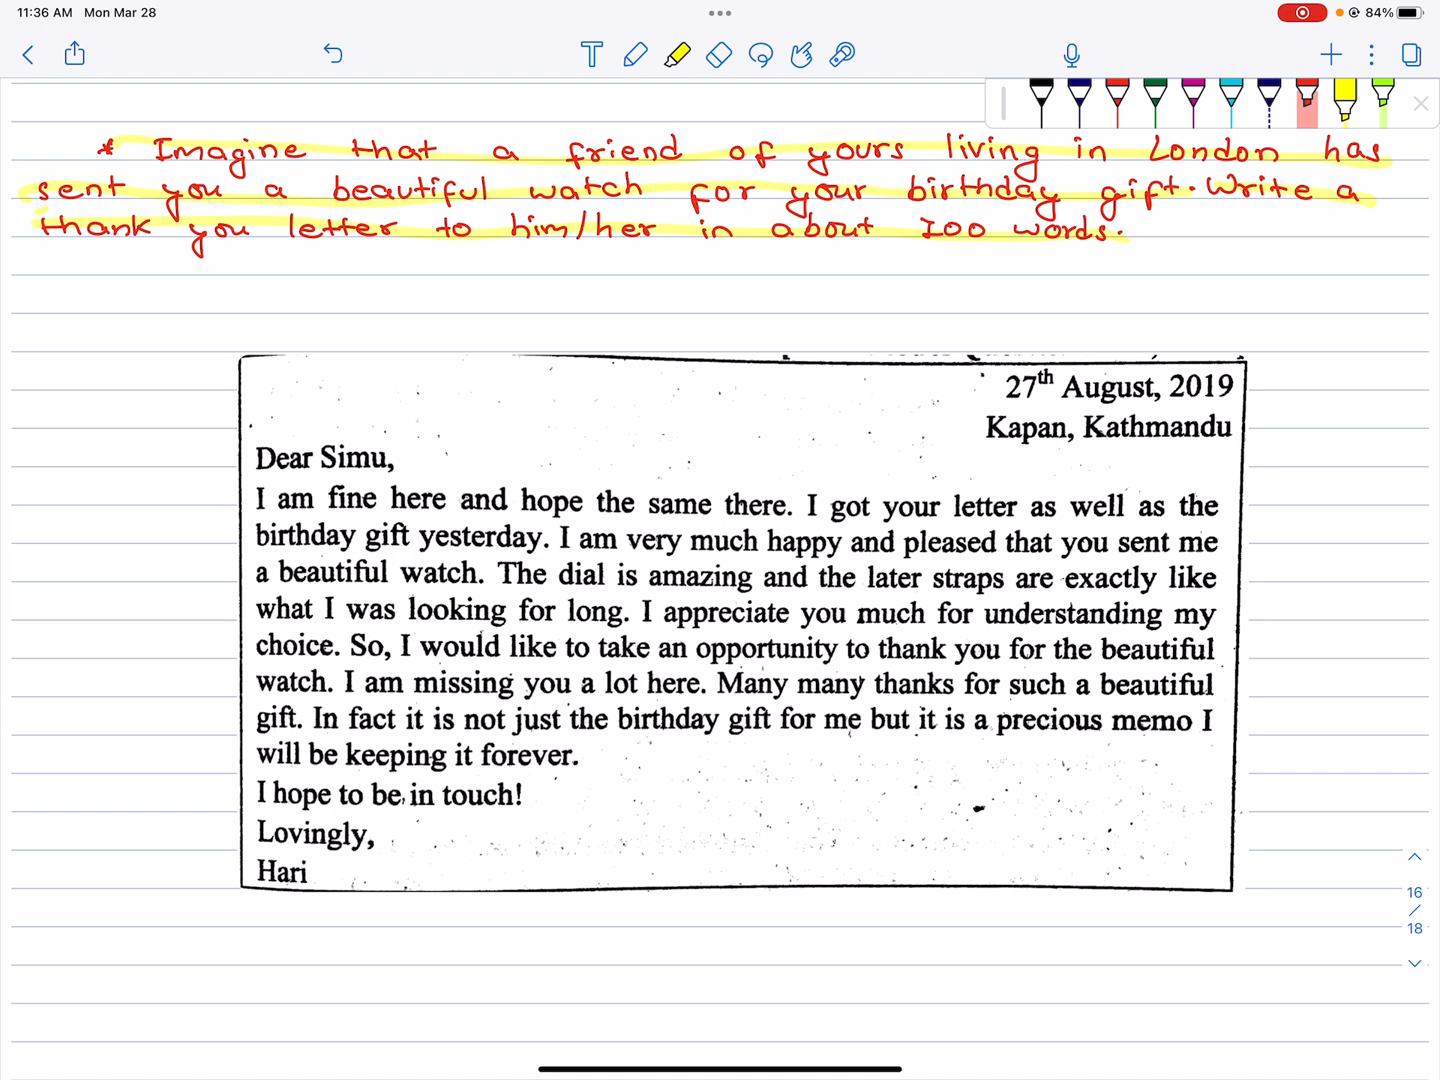 11:36 AM Mon Mar 28
84%
* Imagine that a friend of yours living in London has
sent you a beautiful watch for your birthday gift. Write a
thank you letter to him/her in about 100 words.
27th August, 2019
Kapan, Kathmandu
Dear Simu,
I am fine here and hope the same there. I got your letter as well as the
birthday gift yesterday. I am very much happy and pleased that you sent me
a beautiful watch. The dial is amazing and the later straps are exactly like
what I was looking for long. I appreciate you much for understanding my
choice. So, I would like to take an opportunity to thank you for the beautiful
watch. I am missing you a lot here. Many many thanks for such a beautiful
gift. In fact it is not just the birthday gift for me but it is a precious memo I
will be keeping it forever.
I hope to be in touch!
Lovingly,
Hari
16
/
18